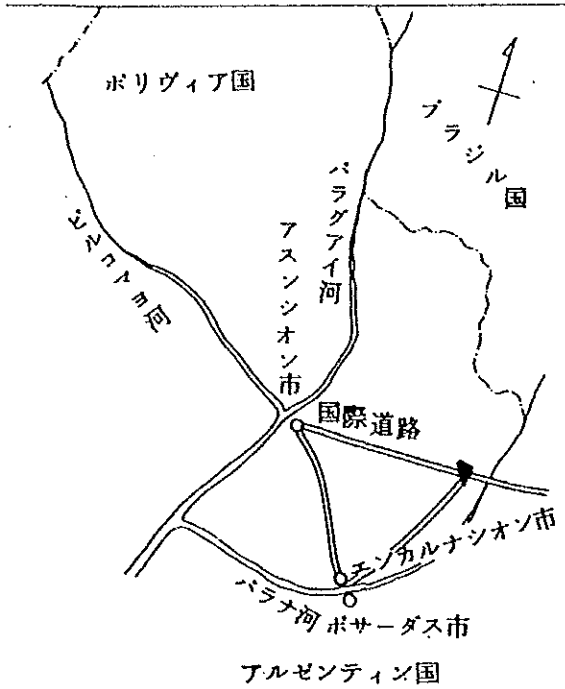 ボリヴィア国
ブラジル国
パラグアイ河
アスンシオン市
ピルコマヨ河
国際道路
エンカルナシオン市
パラナ河
ポサーダス市
アルゼンティン国